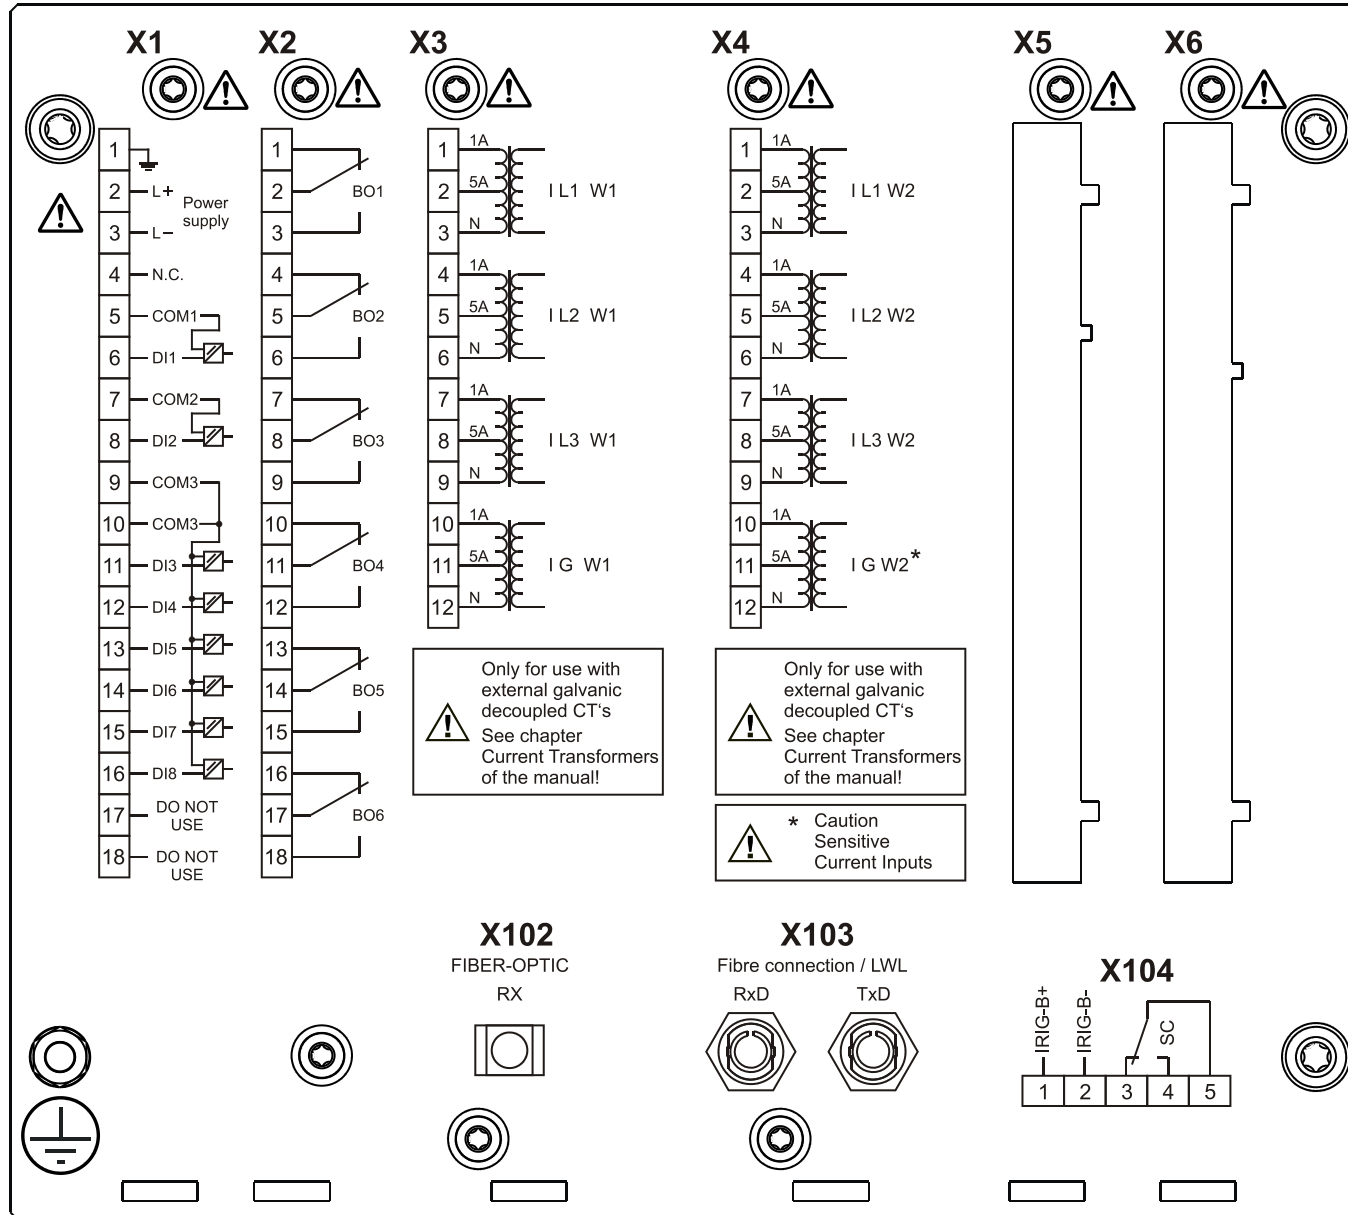 X1
X2
X3
X4
X5
X6
1
2 L+
Power
supply
3 L−
4 N.C.
5 COM1
6 DI1
7 COM2
8 DI2
9 COM3
10 COM3
11 DI3
12 DI4
13 DI5
14 DI6
15 DI7
16 DI8
17 DO NOT
USE
18 DO NOT
USE
1
2 BO1
3
4
5 BO2
6
7
8 BO3
9
10
11 BO4
12
13
14 BO5
15
16
17 BO6
18
1 1A
2 5A I L1 W1
3 N
4 1A
5 5A I L2 W1
6 N
7 1A
8 5A I L3 W1
9 N
10 1A
11 5A I G W1
12 N
Only for use with
external galvanic
decoupled CT‘s
See chapter
Current Transformers
of the manual!
1 1A
2 5A I L1 W2
3 N
4 1A
5 5A I L2 W2
6 N
7 1A
8 5A I L3 W2
9 N
10 1A
11 5A I G W2*
12 N
Only for use with
external galvanic
decoupled CT‘s
See chapter
Current Transformers
of the manual!
* Caution
Sensitive
Current Inputs
X102
FIBER-OPTIC
RX
X103
Fibre connection / LWL
RxD TxD
X104
IRIG-B+
IRIG-B-
SC
1 2 3 4 5